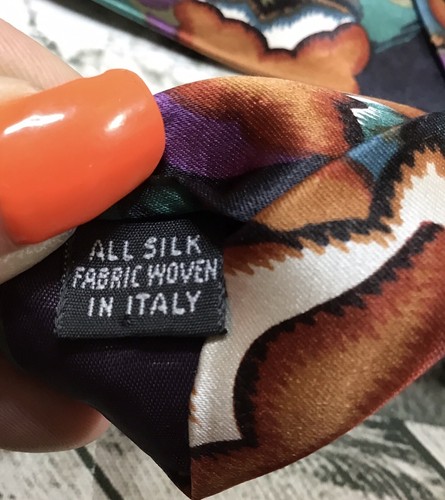 ALL SILK
FABRIC WOVEN
IN ITALY